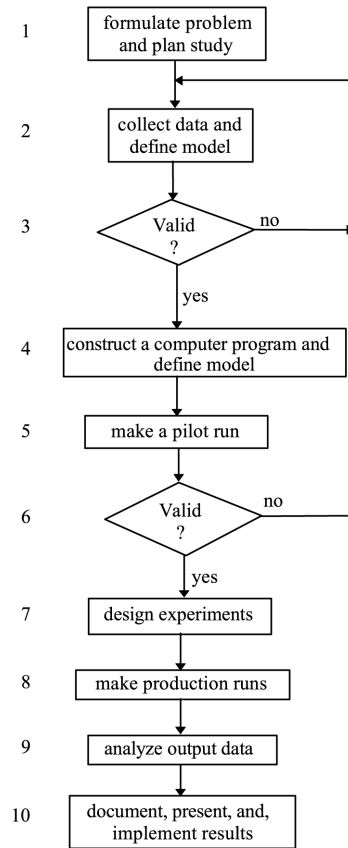 1
formulate problem
and plan study
2
collect data and
define model
3
Valid
?
no
yes
4
construct a computer program and
define model
5
make a pilot run
6
Valid
?
no
yes
7
design experiments
8
make production runs
9
analyze output data
10
document, present, and,
implement results